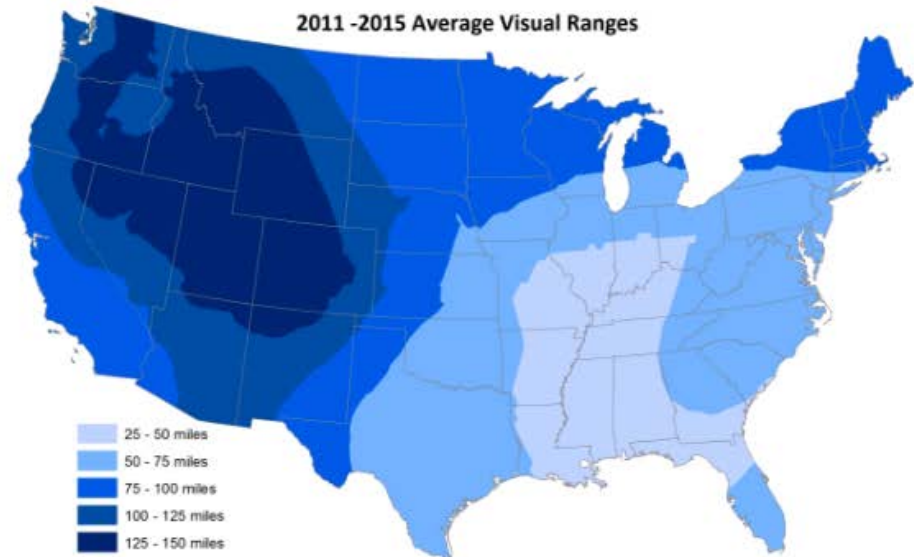 2011 -2015 Average Visual Ranges
25 - 50 miles
50 - 75 miles
75 - 100 miles
100 - 125 miles
125 - 150 miles